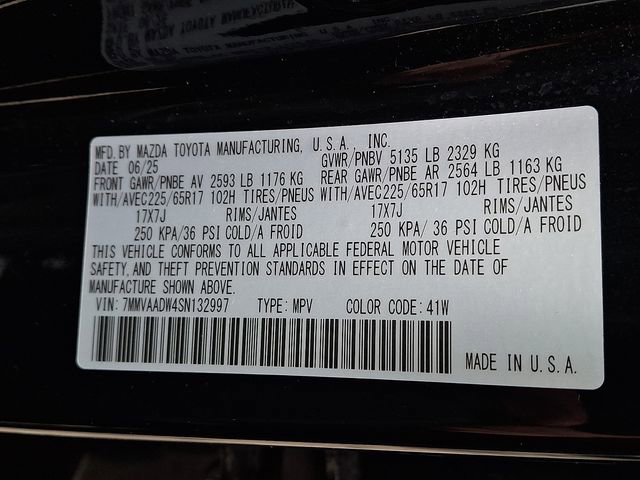 MFD. BY MAZDA TOYOTA MANUFACTURING, U.S.A., INC.
DATE 06/25 GVWR/PNBV 5135 LB 2329 KG
FRONT GAWR/PNBE AV 2593 LB 1176 KG REAR GAWR/PNBE AR 2564 LB 1163 KG
WITH/AVEC225/65R17 102H TIRES/PNEUS WITH/AVEC225/65R17 102H TIRES/PNEUS
17X7J RIMS/JANTES 17X7J RIMS/JANTES
250 KPA/36 PSI COLD/A FROID 250 KPA/ 36 PSI COLD/A FROID
THIS VEHICLE CONFORMS TO ALL APPLICABLE FEDERAL MOTOR VEHICLE
SAFETY, AND THEFT PREVENTION STANDARDS IN EFFECT ON THE DATE OF
MANUFACTURE SHOWN ABOVE.
VIN: 7MMVAADW4SN132997 TYPE: MPV COLOR CODE: 41W
MADE IN U.S.A.